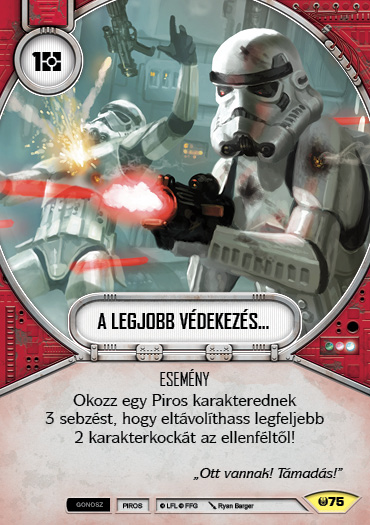 1
A LEGJOBB VÉDEKEZÉS...
ESEMÉNY
Okozz egy Piros karakterednek
3 sebzést, hogy eltávolíthass legfeljebb
2 karakterkockát az ellenféltől!
„Ott vannak! Támadás!”
GONOSZ PIROS © LFL © FFG Ryan Barger 75